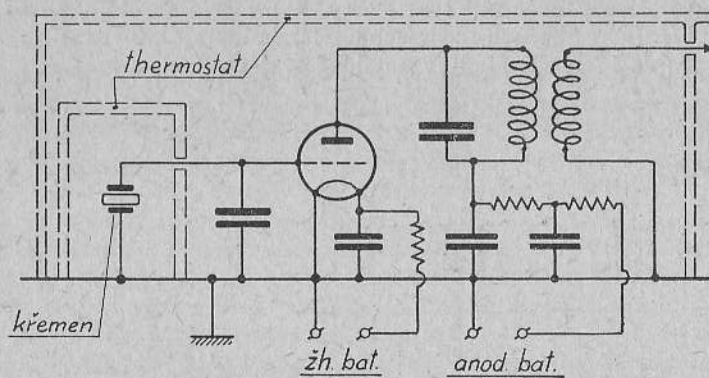 thermostat
křemen
žh. bat.
anod. bat.